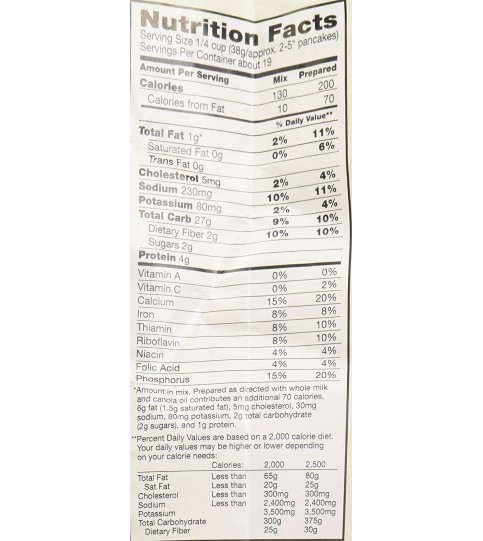 Nutrition Facts
Serving Size 1/4 cup (38g/approx. 2-5" pancakes)
Servings Per Container about 19
Amount Per Serving Mix Prepared
Calories 130 200
Calories from Fat 10 70
% Daily Value**
Total Fat 1g* 2% 11%
Saturated Fat 0g 0% 6%
Trans Fat 0g
Cholesterol 5mg 2% 4%
Sodium 230mg 10% 11%
Potassium 80mg 2% 4%
Total Carb 27g 9% 10%
Dietary Fiber 2g 10% 10%
Sugars 2g
Protein 4g
Vitamin A 0% 0%
Vitamin C 0% 2%
Calcium 15% 20%
Iron 8% 8%
Thiamin 8% 10%
Riboflavin 8% 10%
Niacin 4% 4%
Folic Acid 4% 4%
Phosphorus 15% 20%
*Amount in mix. Prepared as directed with whole milk
and canola oil contributes an additional 70 calories,
6g fat (1.5g saturated fat), 5mg cholesterol, 30mg
sodium, 80mg potassium, 2g total carbohydrate
(2g sugars), and 1g protein.
**Percent Daily Values are based on a 2,000 calorie diet.
Your daily values may be higher or lower depending
on your calorie needs:
Calories: 2,000 2,500
Total Fat Less than 65g 80g
Sat Fat Less than 20g 25g
Cholesterol Less than 300mg 300mg
Sodium Less than 2,400mg 2,400mg
Potassium 3,500mg 3,500mg
Total Carbohydrate 300g 375g
Dietary Fiber 25g 30g